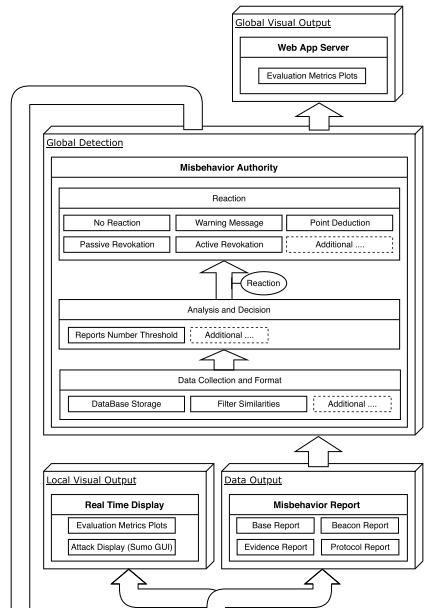 Global Visual Output
Web App Server
Evaluation Metrics Plots
Global Detection
Misbehavior Authority
Reaction
No Reaction
Warning Message
Point Deduction
Passive Revokation
Active Revokation
Additional ....
Reaction
Analysis and Decision
Reports Number Threshold
Additional ....
Data Collection and Format
DataBase Storage
Filter Similarities
Additional ....
Local Visual Output
Real Time Display
Evaluation Metrics Plots
Attack Display (Sumo GUI)
Data Output
Misbehavior Report
Base Report
Beacon Report
Evidence Report
Protocol Report